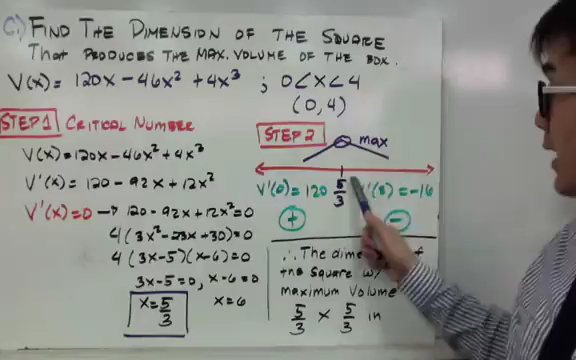 C.) FIND THE DIMENSION OF THE SQUARE
THAT PRODUCES THE MAX. VOLUME OF THE BOX.
V(x) = 120x - 46x² + 4x³ ; 0 < x < 4
(0, 4)
STEP 1 CRITICAL NUMBER
V(x) = 120x - 46x² + 4x³
V'(x) = 120 - 92x + 12x²
V'(x) = 0 → 120 - 92x + 12x² = 0
4(3x² - 23x + 30) = 0
4(3x - 5)(x - 6) = 0
3x - 5 = 0, x - 6 = 0
x = 5/3 x = 6
STEP 2
max
V'(0) = 120 5/3 = -16
+ -
∴ The
the Square w/
maximum Volume
5/3 x 5/3 in